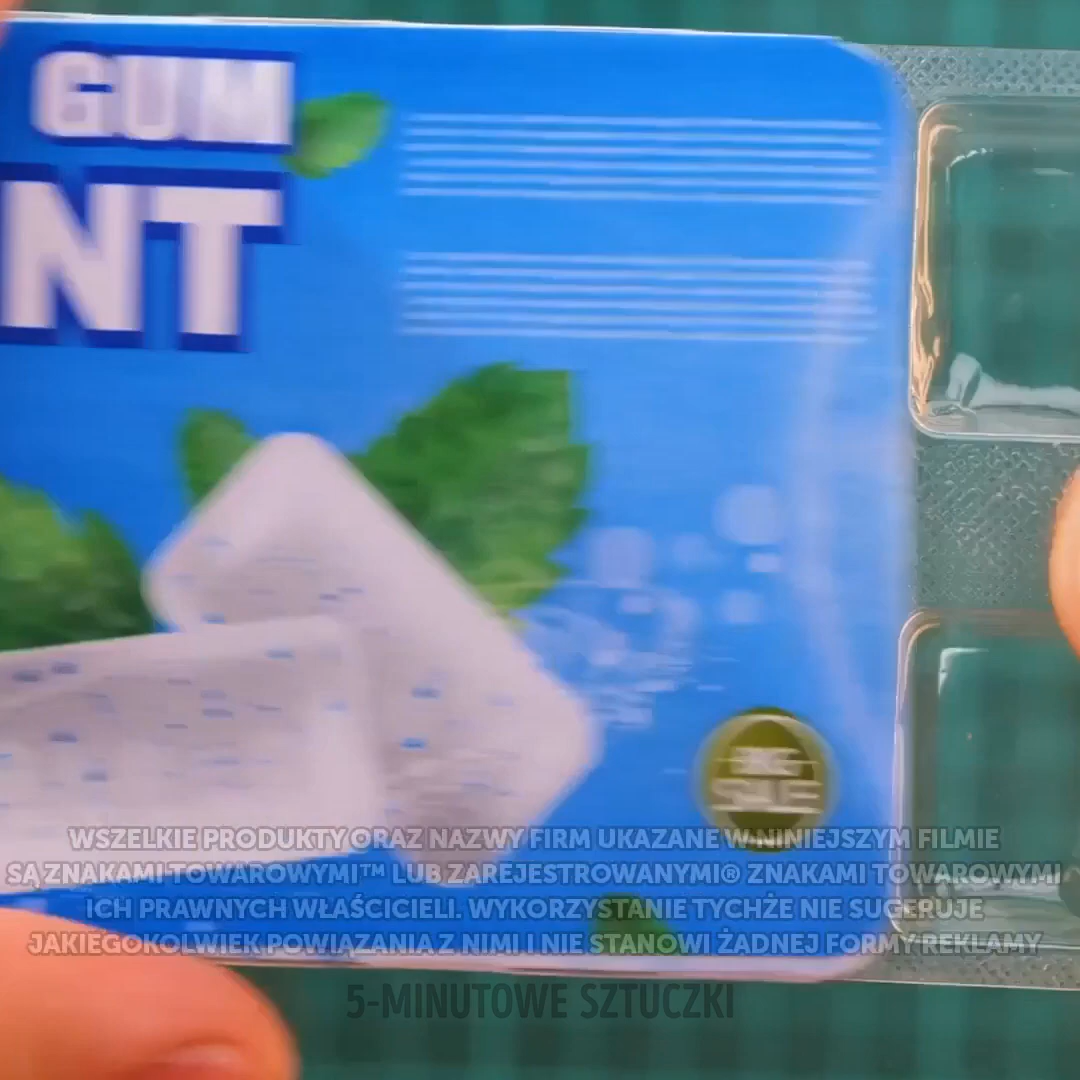 GUM
NT
WSZELKIE PRODUKTY ORAZ NAZWY FIRM UKAZANE W NINIEJSZYM FILMIE
SĄ ZNAKAMI TOWAROWYMI™ LUB ZAREJESTROWANYMI® ZNAKAMI TOWAROWYMI
ICH PRAWNYCH WŁAŚCICIELI. WYKORZYSTANIE TYCHŻE NIE SUGERUJE
JAKIEGOKOLWIEK POWIĄZANIA Z NIMI I NIE STANOWI ŻADNEJ FORMY REKLAMY
5-MINUTOWE SZTUCZKI